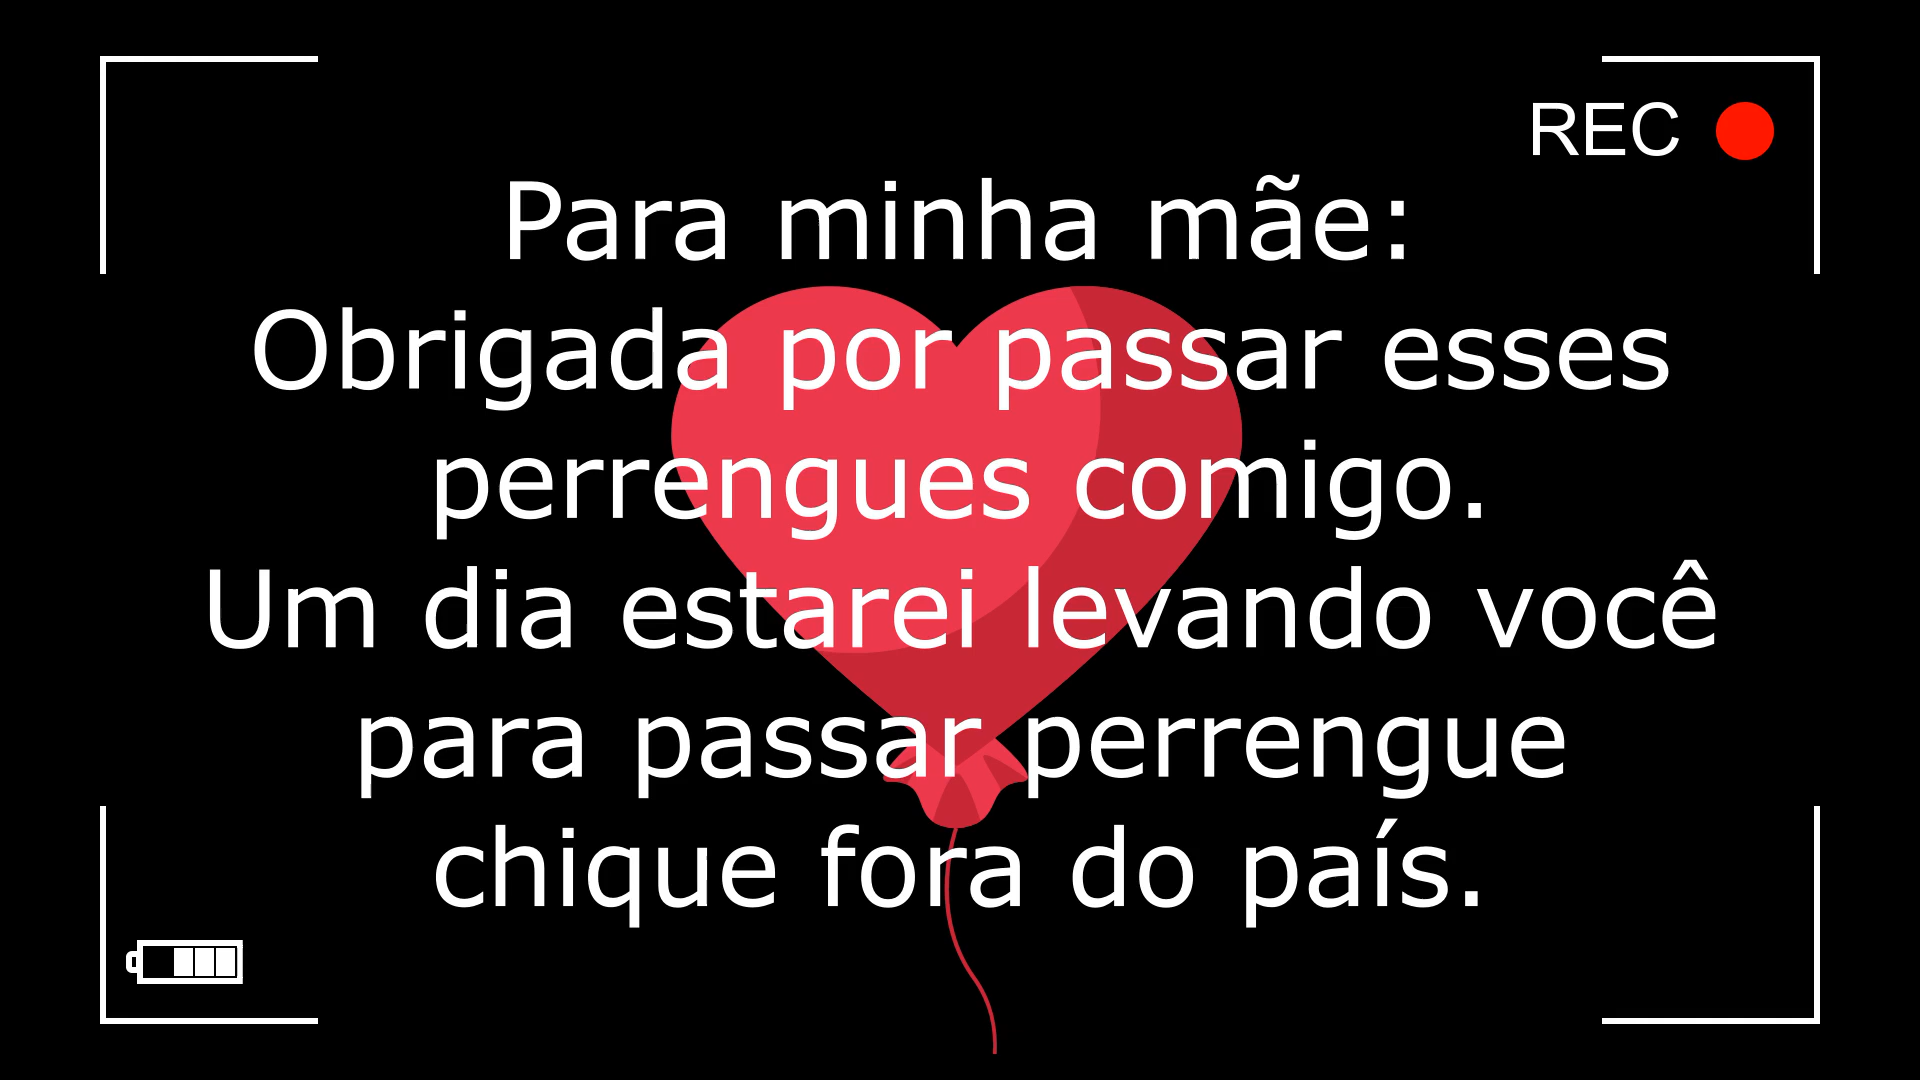 REC
Para minha mãe:
Obrigada por passar esses
perrengues comigo.
Um dia estarei levando você
para passar perrengue
chique fora do país.